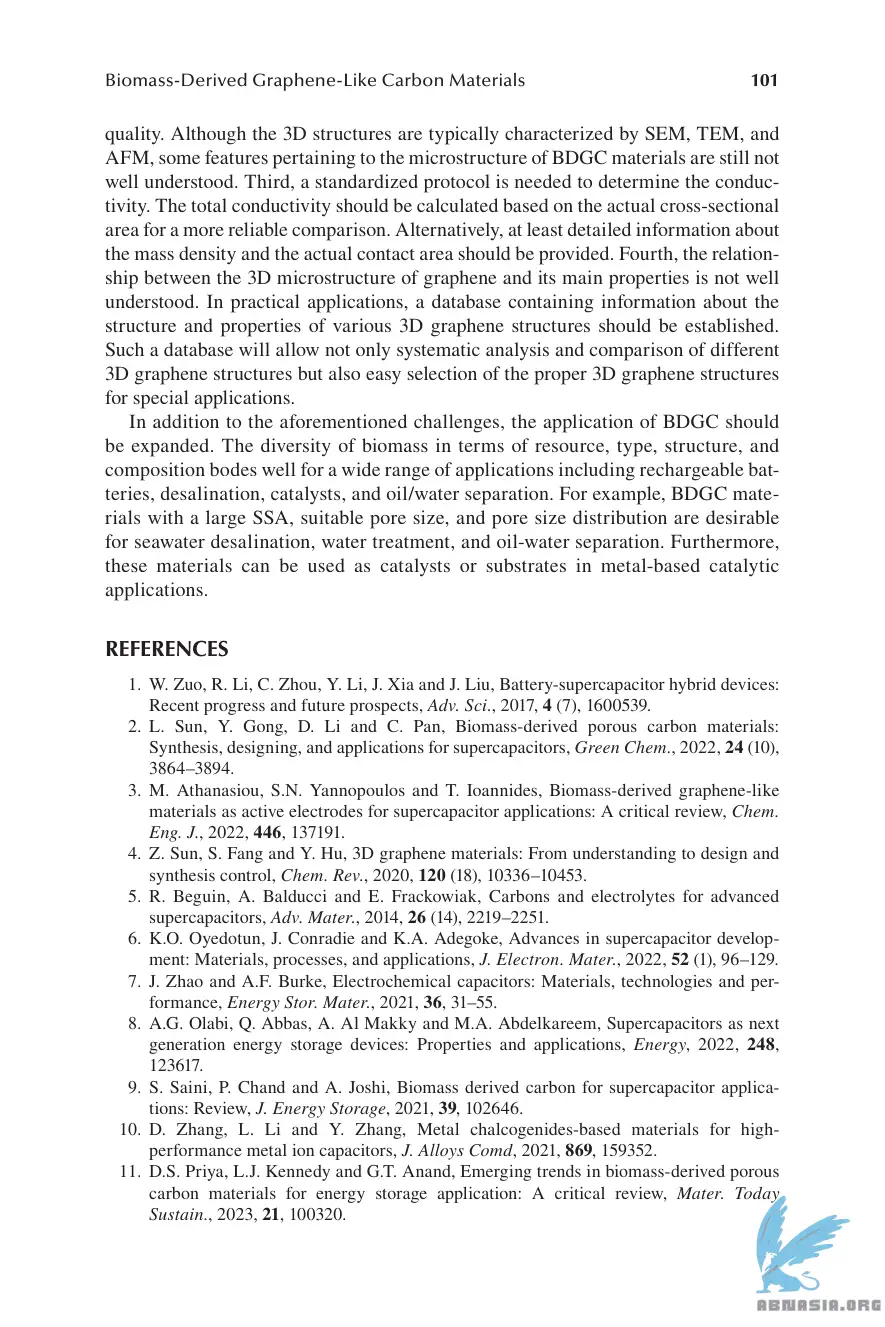 Biomass-Derived Graphene-Like Carbon Materials 101
quality. Although the 3D structures are typically characterized by SEM, TEM, and
AFM, some features pertaining to the microstructure of BDGC materials are still not
well understood. Third, a standardized protocol is needed to determine the conduc-
tivity. The total conductivity should be calculated based on the actual cross-sectional
area for a more reliable comparison. Alternatively, at least detailed information about
the mass density and the actual contact area should be provided. Fourth, the relation-
ship between the 3D microstructure of graphene and its main properties is not well
understood. In practical applications, a database containing information about the
structure and properties of various 3D graphene structures should be established.
Such a database will allow not only systematic analysis and comparison of different
3D graphene structures but also easy selection of the proper 3D graphene structures
for special applications.
In addition to the aforementioned challenges, the application of BDGC should
be expanded. The diversity of biomass in terms of resource, type, structure, and
composition bodes well for a wide range of applications including rechargeable bat-
teries, desalination, catalysts, and oil/water separation. For example, BDGC mate-
rials with a large SSA, suitable pore size, and pore size distribution are desirable
for seawater desalination, water treatment, and oil-water separation. Furthermore,
these materials can be used as catalysts or substrates in metal-based catalytic
applications.
REFERENCES
1. W. Zuo, R. Li, C. Zhou, Y. Li, J. Xia and J. Liu, Battery-supercapacitor hybrid devices:
Recent progress and future prospects, Adv. Sci., 2017, 4 (7), 1600539.
2. L. Sun, Y. Gong, D. Li and C. Pan, Biomass-derived porous carbon materials:
Synthesis, designing, and applications for supercapacitors, Green Chem., 2022, 24 (10),
3864–3894.
3. M. Athanasiou, S.N. Yannopoulos and T. Ioannides, Biomass-derived graphene-like
materials as active electrodes for supercapacitor applications: A critical review, Chem.
Eng. J., 2022, 446, 137191.
4. Z. Sun, S. Fang and Y. Hu, 3D graphene materials: From understanding to design and
synthesis control, Chem. Rev., 2020, 120 (18), 10336–10453.
5. R. Beguin, A. Balducci and E. Frackowiak, Carbons and electrolytes for advanced
supercapacitors, Adv. Mater., 2014, 26 (14), 2219–2251.
6. K.O. Oyedotun, J. Conradie and K.A. Adegoke, Advances in supercapacitor develop-
ment: Materials, processes, and applications, J. Electron. Mater., 2022, 52 (1), 96–129.
7. J. Zhao and A.F. Burke, Electrochemical capacitors: Materials, technologies and per-
formance, Energy Stor. Mater., 2021, 36, 31–55.
8. A.G. Olabi, Q. Abbas, A. Al Makky and M.A. Abdelkareem, Supercapacitors as next
generation energy storage devices: Properties and applications, Energy, 2022, 248,
123617.
9. S. Saini, P. Chand and A. Joshi, Biomass derived carbon for supercapacitor applica-
tions: Review, J. Energy Storage, 2021, 39, 102646.
10. D. Zhang, L. Li and Y. Zhang, Metal chalcogenides-based materials for high-
performance metal ion capacitors, J. Alloys Comd, 2021, 869, 159352.
11. D.S. Priya, L.J. Kennedy and G.T. Anand, Emerging trends in biomass-derived porous
carbon materials for energy storage application: A critical review, Mater. Today
Sustain., 2023, 21, 100320.
ABNASIA.ORG